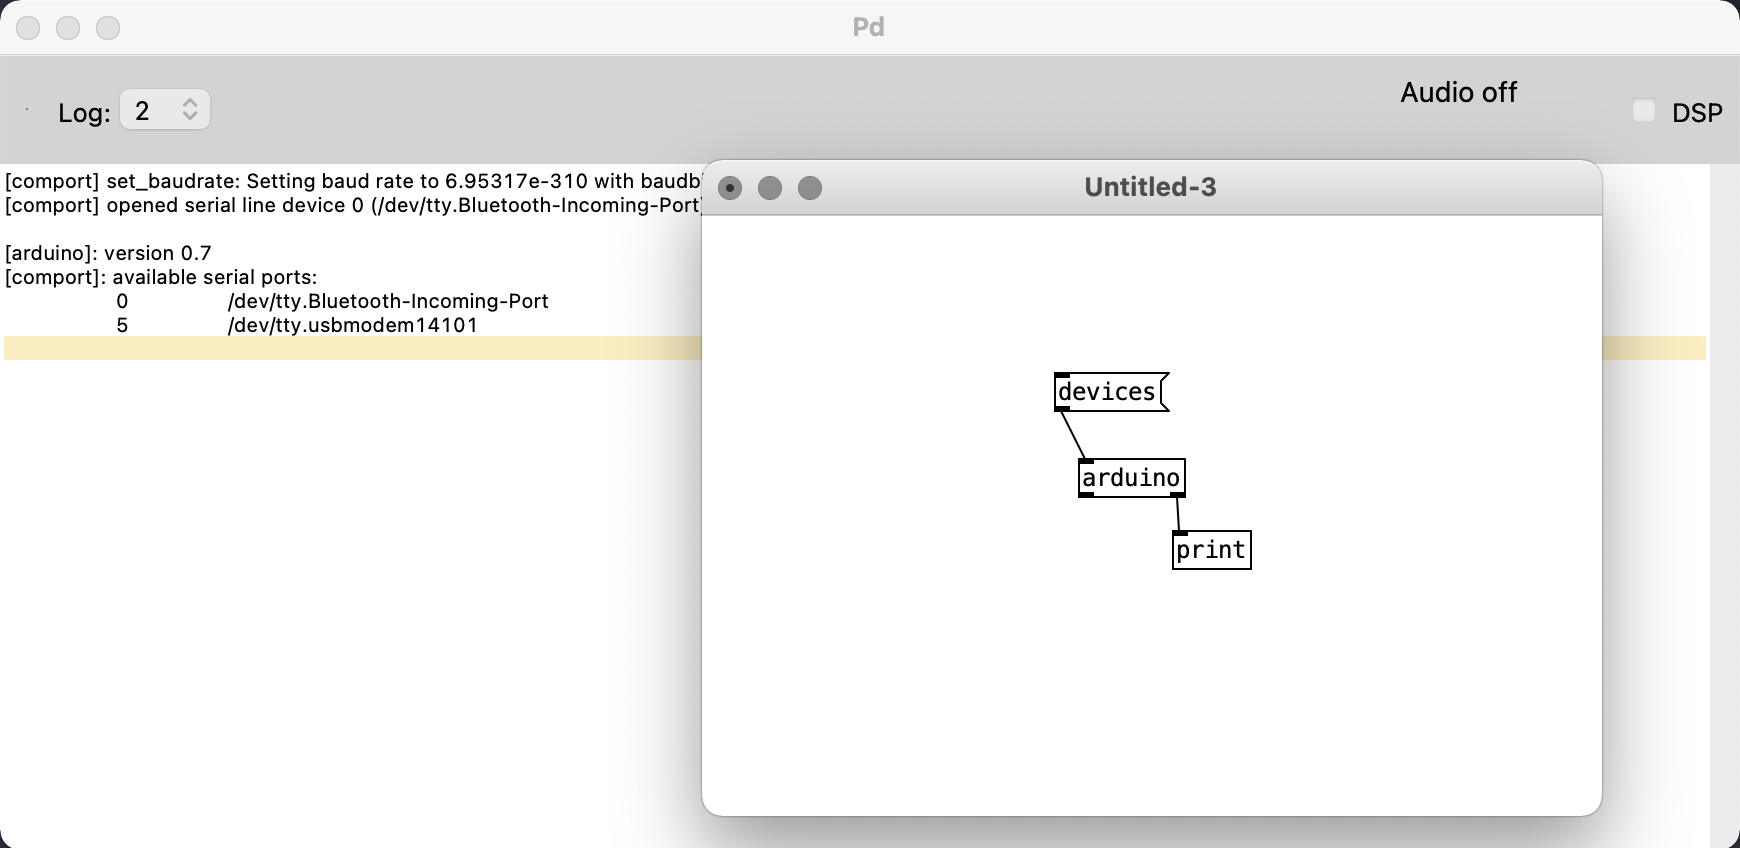 Pd
Log: 2
Audio off
DSP
[comport] set_baudrate: Setting baud rate to 6.95317e-310 with
[comport] opened serial line device 0 (/dev/tty.Bluetooth-Incoming-Port)
[arduino]: version 0.7
[comport]: available serial ports:
0 /dev/tty.Bluetooth-Incoming-Port
5 /dev/tty.usbmodem14101
Untitled-3
devices
arduino
print